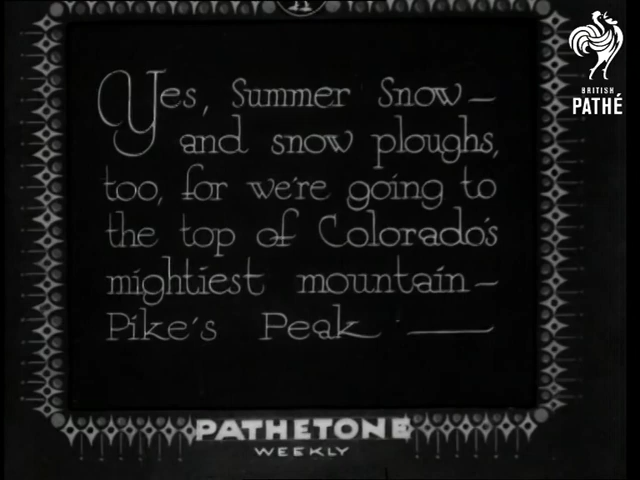 BRITISH
PATHÉ
Yes, Summer Snow—
and snow ploughs,
too, for we're going to
the top of Colorado's
mightiest mountain—
Pike's Peak ——
PATHETONE
WEEKLY